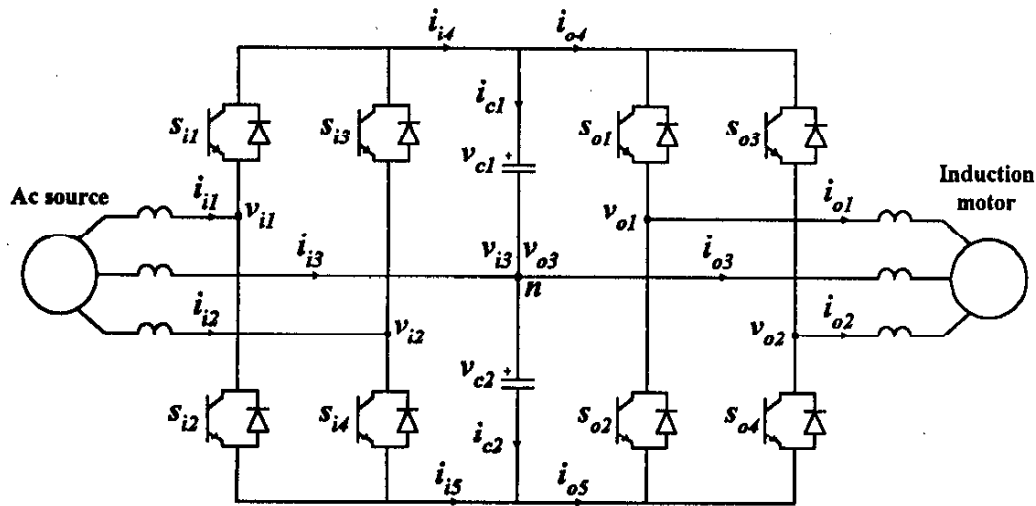 i_i4
i_o4
i_c1
s_i1
s_i3
s_o1
s_o3
v_c1
Ac source
Induction
motor
i_i1
v_i1
v_o1
i_o1
i_i3
v_i3 v_o3
i_o3
n
i_i2
v_i2
v_o2
i_o2
v_c2
s_i2
s_i4
s_o2
s_o4
i_c2
i_i5
i_o5